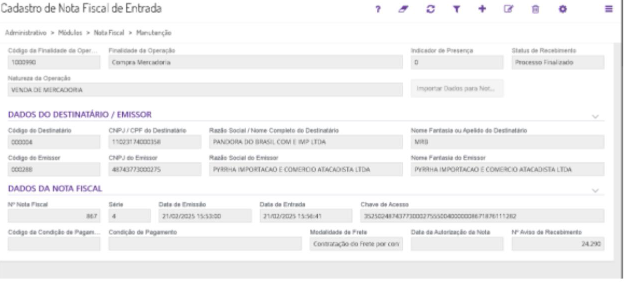 Cadastro de Nota Fiscal de Entrada
Administrativo > Módulos > Nota Fiscal > Manutenção
Código da Finalidade da Oper... Finalidade da Operação Indicador de Presença Status de Recebimento
1000990 Compra Mercadoria 0 Processo Finalizado
Natureza da Operação
VENDA DE MERCADORIA Importar Dados para Not...
DADOS DO DESTINATÁRIO / EMISSOR
Código do Destinatário CNPJ / CPF do Destinatário Razão Social / Nome Completo do Destinatário Nome Fantasia ou Apelido do Destinatário
000004 11023174000358 PANDORA DO BRASIL COM E IMP LTDA MRB
Código do Emissor CNPJ do Emissor Razão Social do Emissor Nome Fantasia do Emissor
000288 48743773000275 PYRRHA IMPORTACAO E COMERCIO ATACADISTA LTDA PYRRHA IMPORTACAO E COMERCIO ATACADISTA LTDA
DADOS DA NOTA FISCAL
Nº Nota Fiscal Série Data de Emissão Data de Entrada Chave de Acesso
867 4 21/02/2025 15:53:00 21/02/2025 15:56:41
Código da Condição de Pagam... Condição de Pagamento Modalidade de Frete Data da Autorização da Nota Nº Aviso de Recebimento
Contratação do Frete por con 24.290